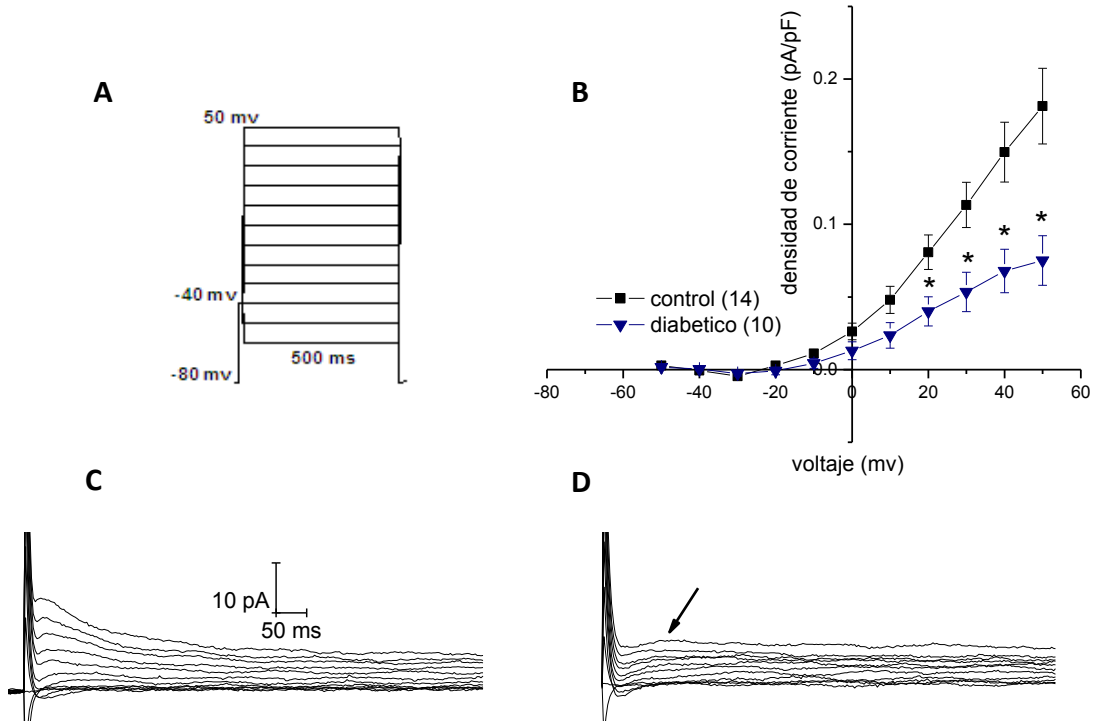 A
50 mv
-40 mv
500 ms
-80 mv
B
densidad de corriente (pA/pF)
0.2
0.1
0.0
control (14)
diabetico (10)
* * * *
-80 -60 -40 -20 0 20 40 60
voltaje (mv)
C
10 pA
50 ms
D